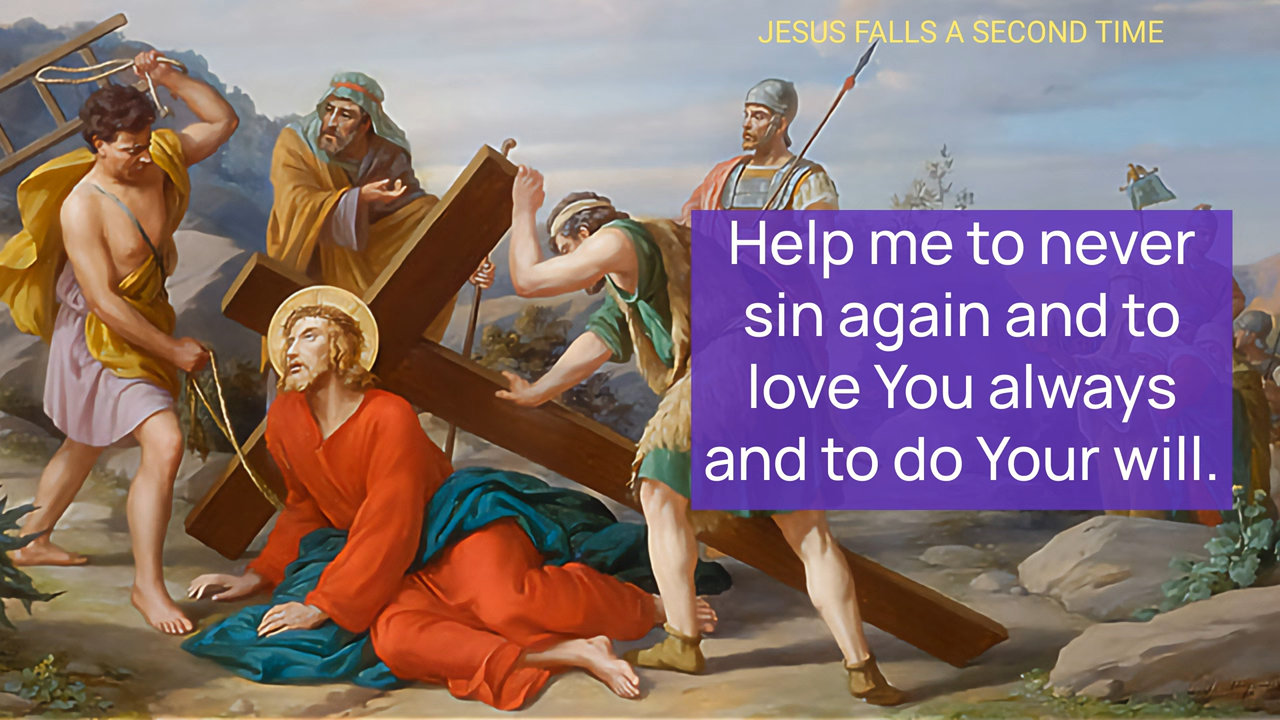 JESUS FALLS A SECOND TIME
Help me to never
sin again and to
love You always
and to do Your will.